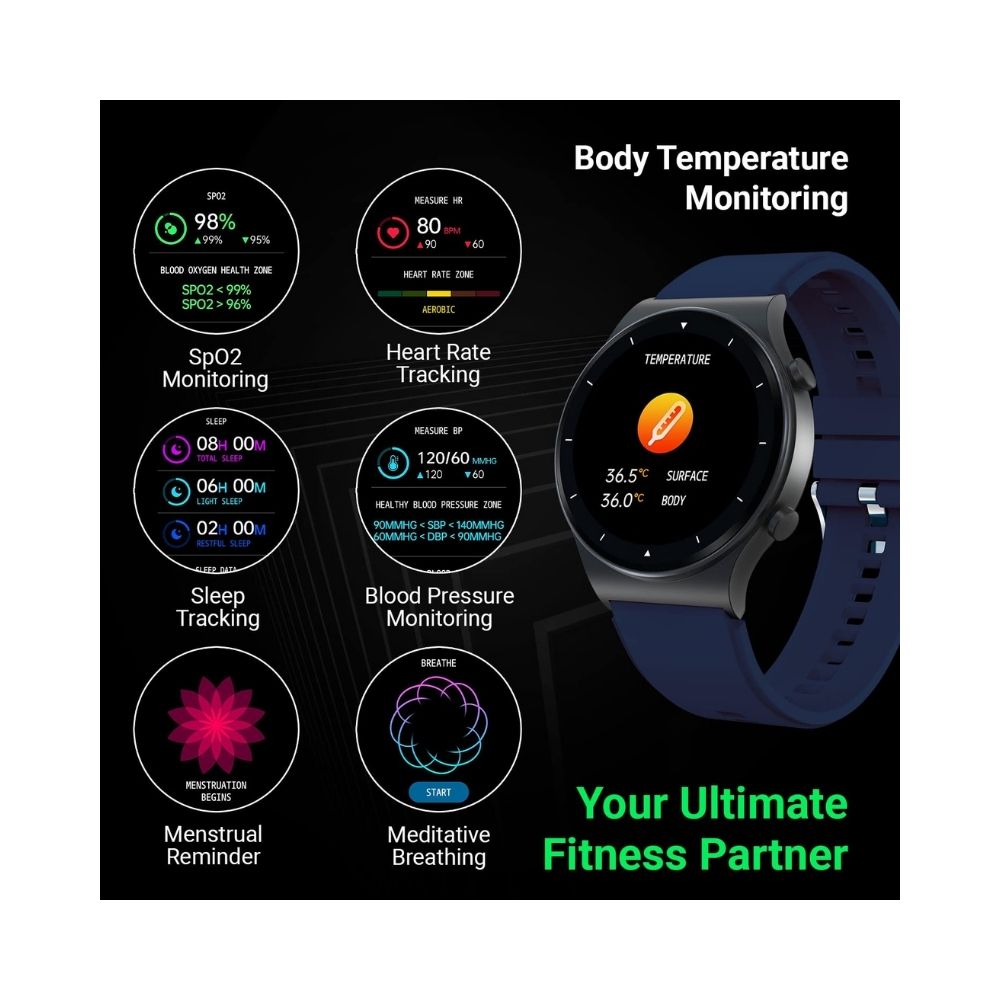 Body Temperature
Monitoring
SPO2
98%
▲99% ▼95%
BLOOD OXYGEN HEALTH ZONE
SPO2 < 99%
SPO2 > 96%
SpO2
Monitoring
MEASURE HR
80 BPM
▲90 ▼60
HEART RATE ZONE
AEROBIC
Heart Rate
Tracking
SLEEP
08H 00M
TOTAL SLEEP
06H 00M
LIGHT SLEEP
02H 00M
RESTFUL SLEEP
SLEEP DATA
Sleep
Tracking
MEASURE BP
120/60 MMHG
▲120 ▼60
HEALTHY BLOOD PRESSURE ZONE
90MMHG < SBP < 140MMHG
60MMHG < DBP < 90MMHG
Blood Pressure
Monitoring
MENSTRUATION
BEGINS
Menstrual
Reminder
BREATHE
START
Meditative
Breathing
TEMPERATURE
36.5°C SURFACE
36.0°C BODY
Your Ultimate
Fitness Partner